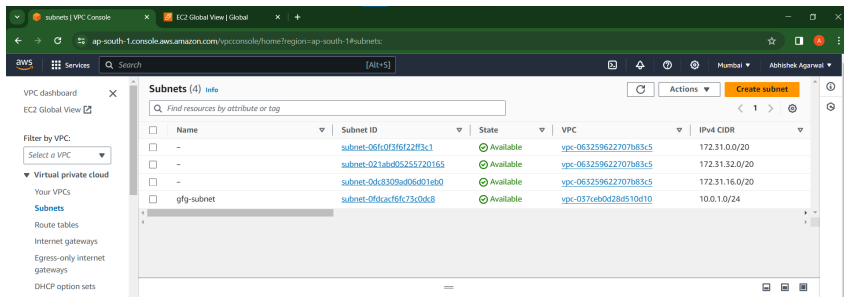 subnets | VPC Console
EC2 Global View | Global
ap-south-1.console.aws.amazon.com/vpcconsole/home?region=ap-south-1#subnets:
aws
Services
Search
[Alt+S]
Mumbai
Abhishek Agarwal
VPC dashboard
EC2 Global View
Filter by VPC:
Select a VPC
Virtual private cloud
Your VPCs
Subnets
Route tables
Internet gateways
Egress-only internet
gateways
DHCP option sets
Subnets (4) Info
Actions
Create subnet
Find resources by attribute or tag
1
Name Subnet ID State VPC IPv4 CIDR
– subnet-06fc0f3f6f22ff3c1 Available vpc-063259622707b83c5 172.31.0.0/20
– subnet-021abd05255720165 Available vpc-063259622707b83c5 172.31.32.0/20
– subnet-0dc8309ad06d01eb0 Available vpc-063259622707b83c5 172.31.16.0/20
gfg-subnet subnet-0fdcacf6fc73c0dc8 Available vpc-037ceb0d28d510d10 10.0.1.0/24